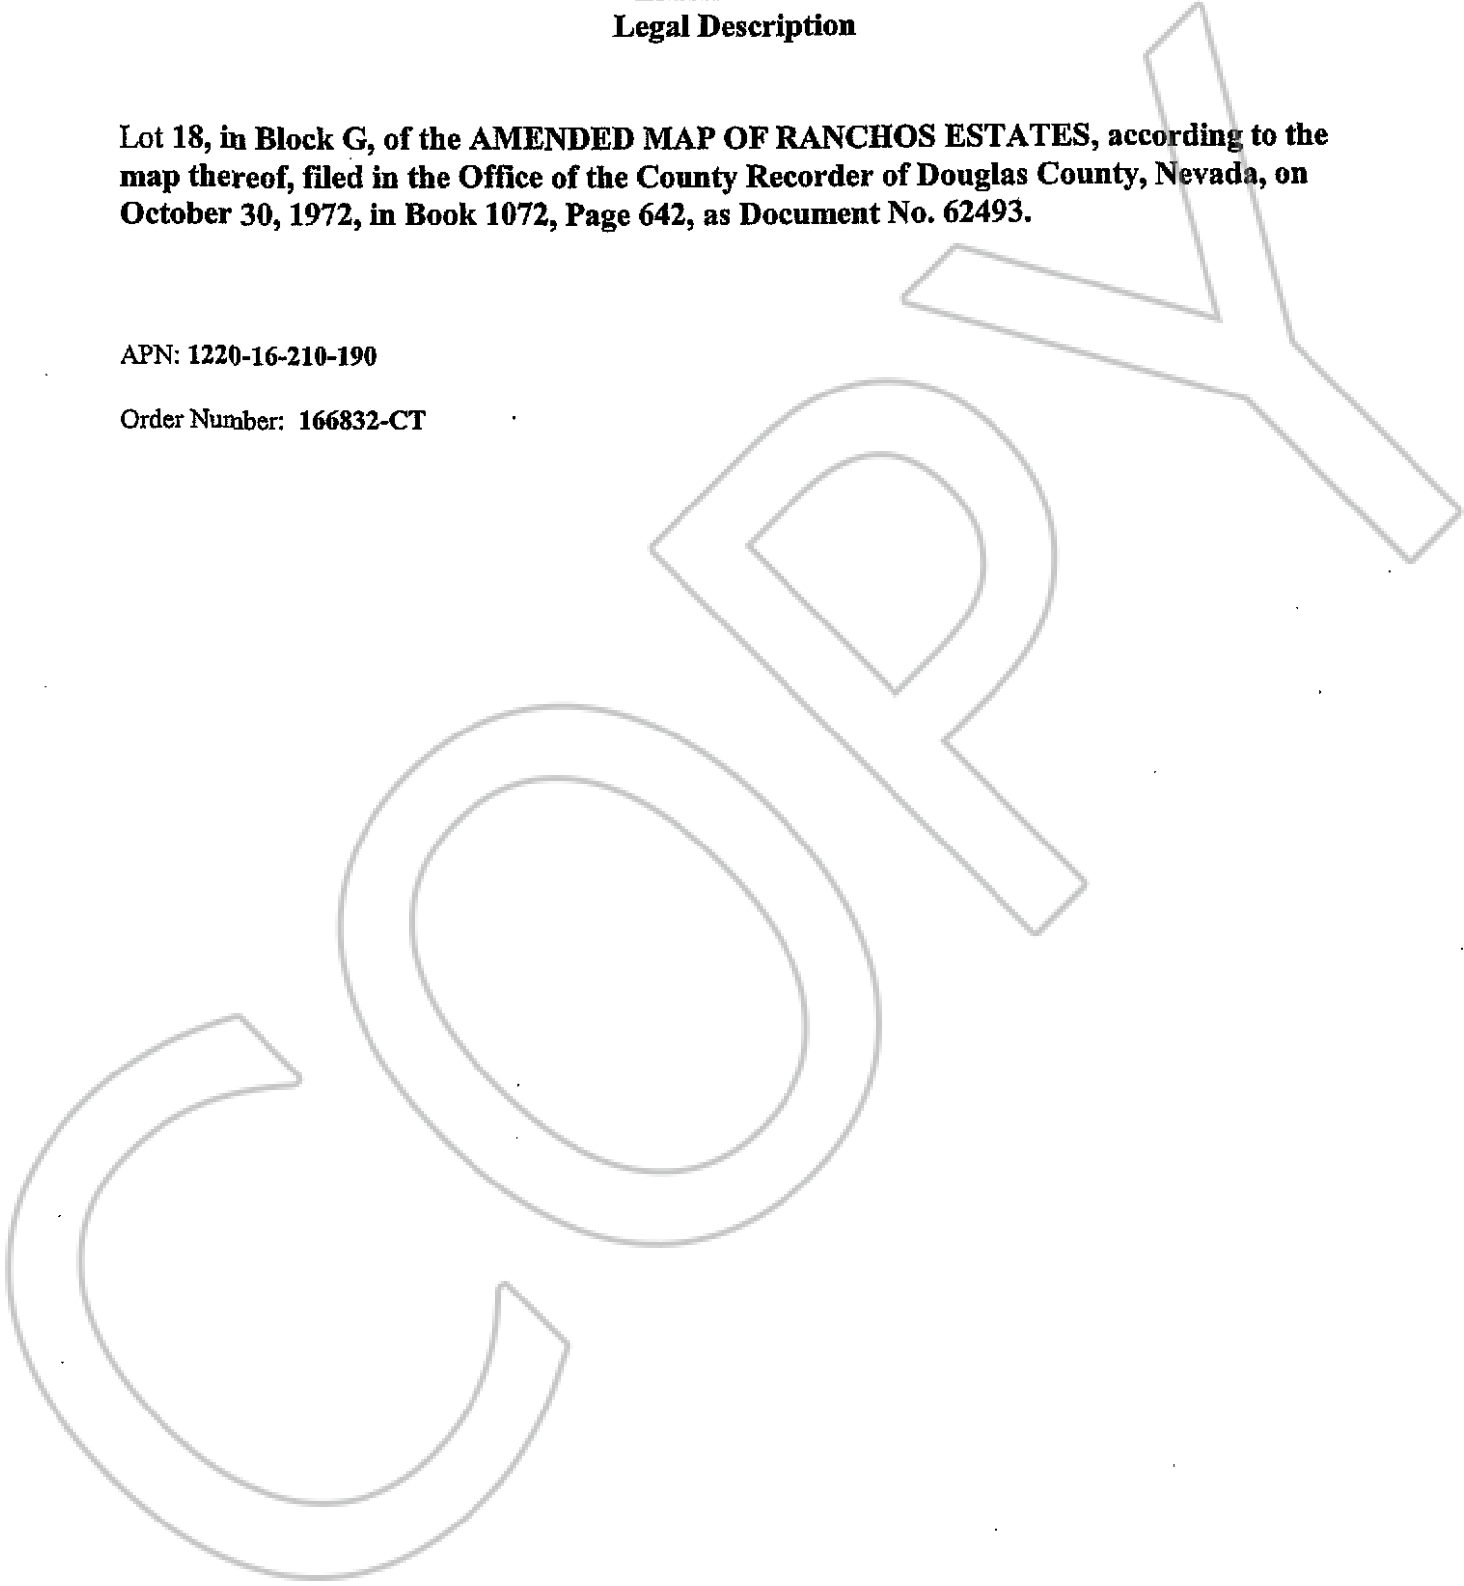 Legal Description
Lot 18, in Block G, of the AMENDED MAP OF RANCHOS ESTATES, according to the
map thereof, filed in the Office of the County Recorder of Douglas County, Nevada, on
October 30, 1972, in Book 1072, Page 642, as Document No. 62493.
APN: 1220-16-210-190
Order Number: 166832-CT
COPY